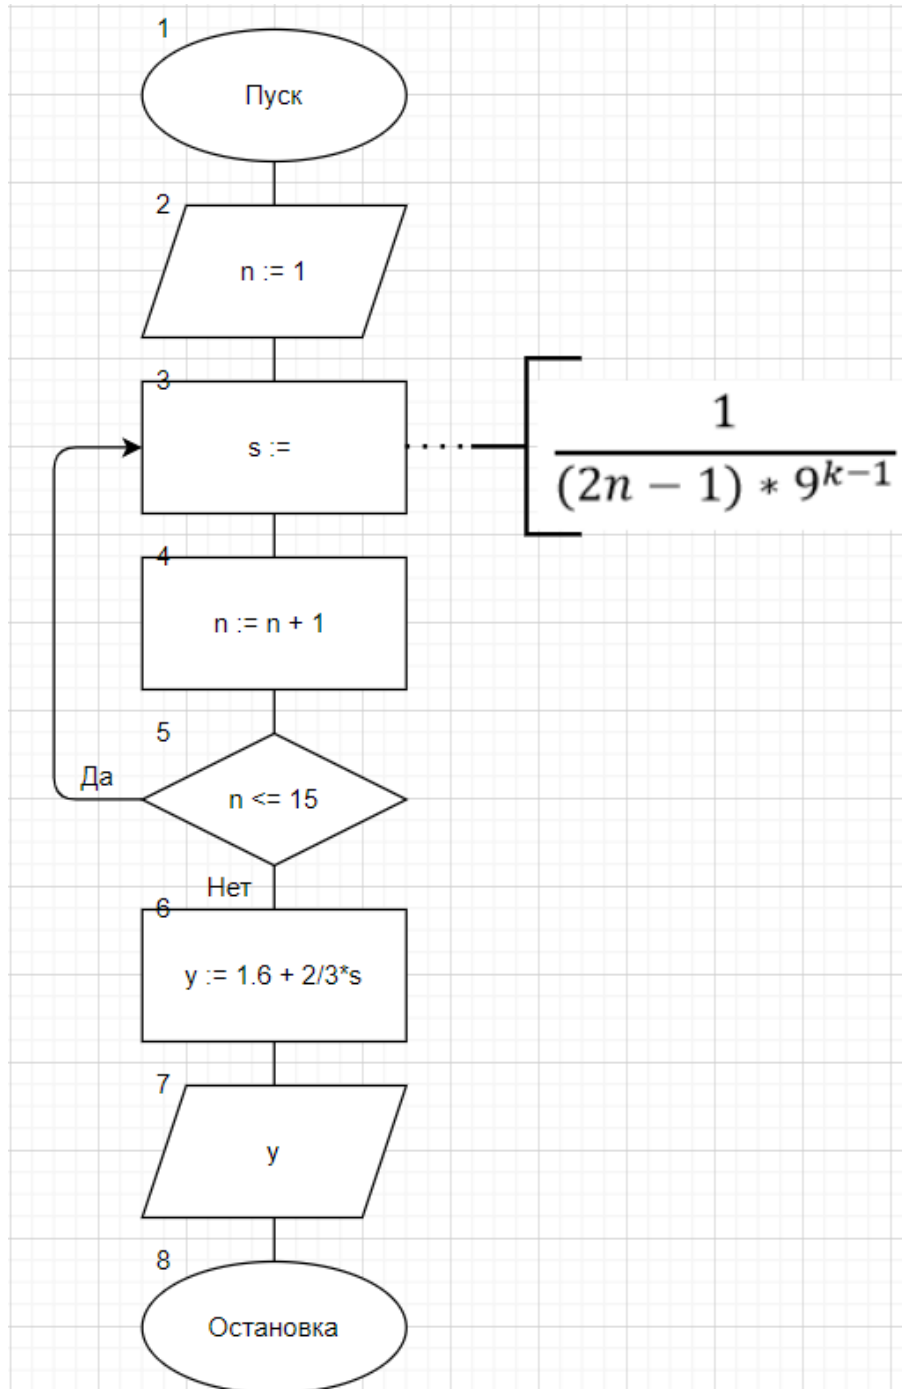 1
Пуск
2
n := 1
3
s :=
1
(2n − 1) ∗ 9^{k−1}
4
n := n + 1
5
Да
n <= 15
Нет
6
y := 1.6 + 2/3*s
7
y
8
Остановка